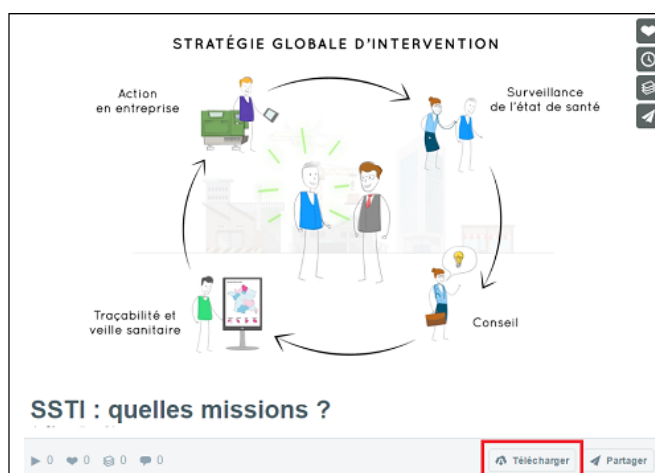 STRATÉGIE GLOBALE D'INTERVENTION
Action
en entreprise
Surveillance
de l'état de santé
Traçabilité et
veille sanitaire
Conseil
SSTI : quelles missions ?
0 0 0 0
Télécharger
Partager